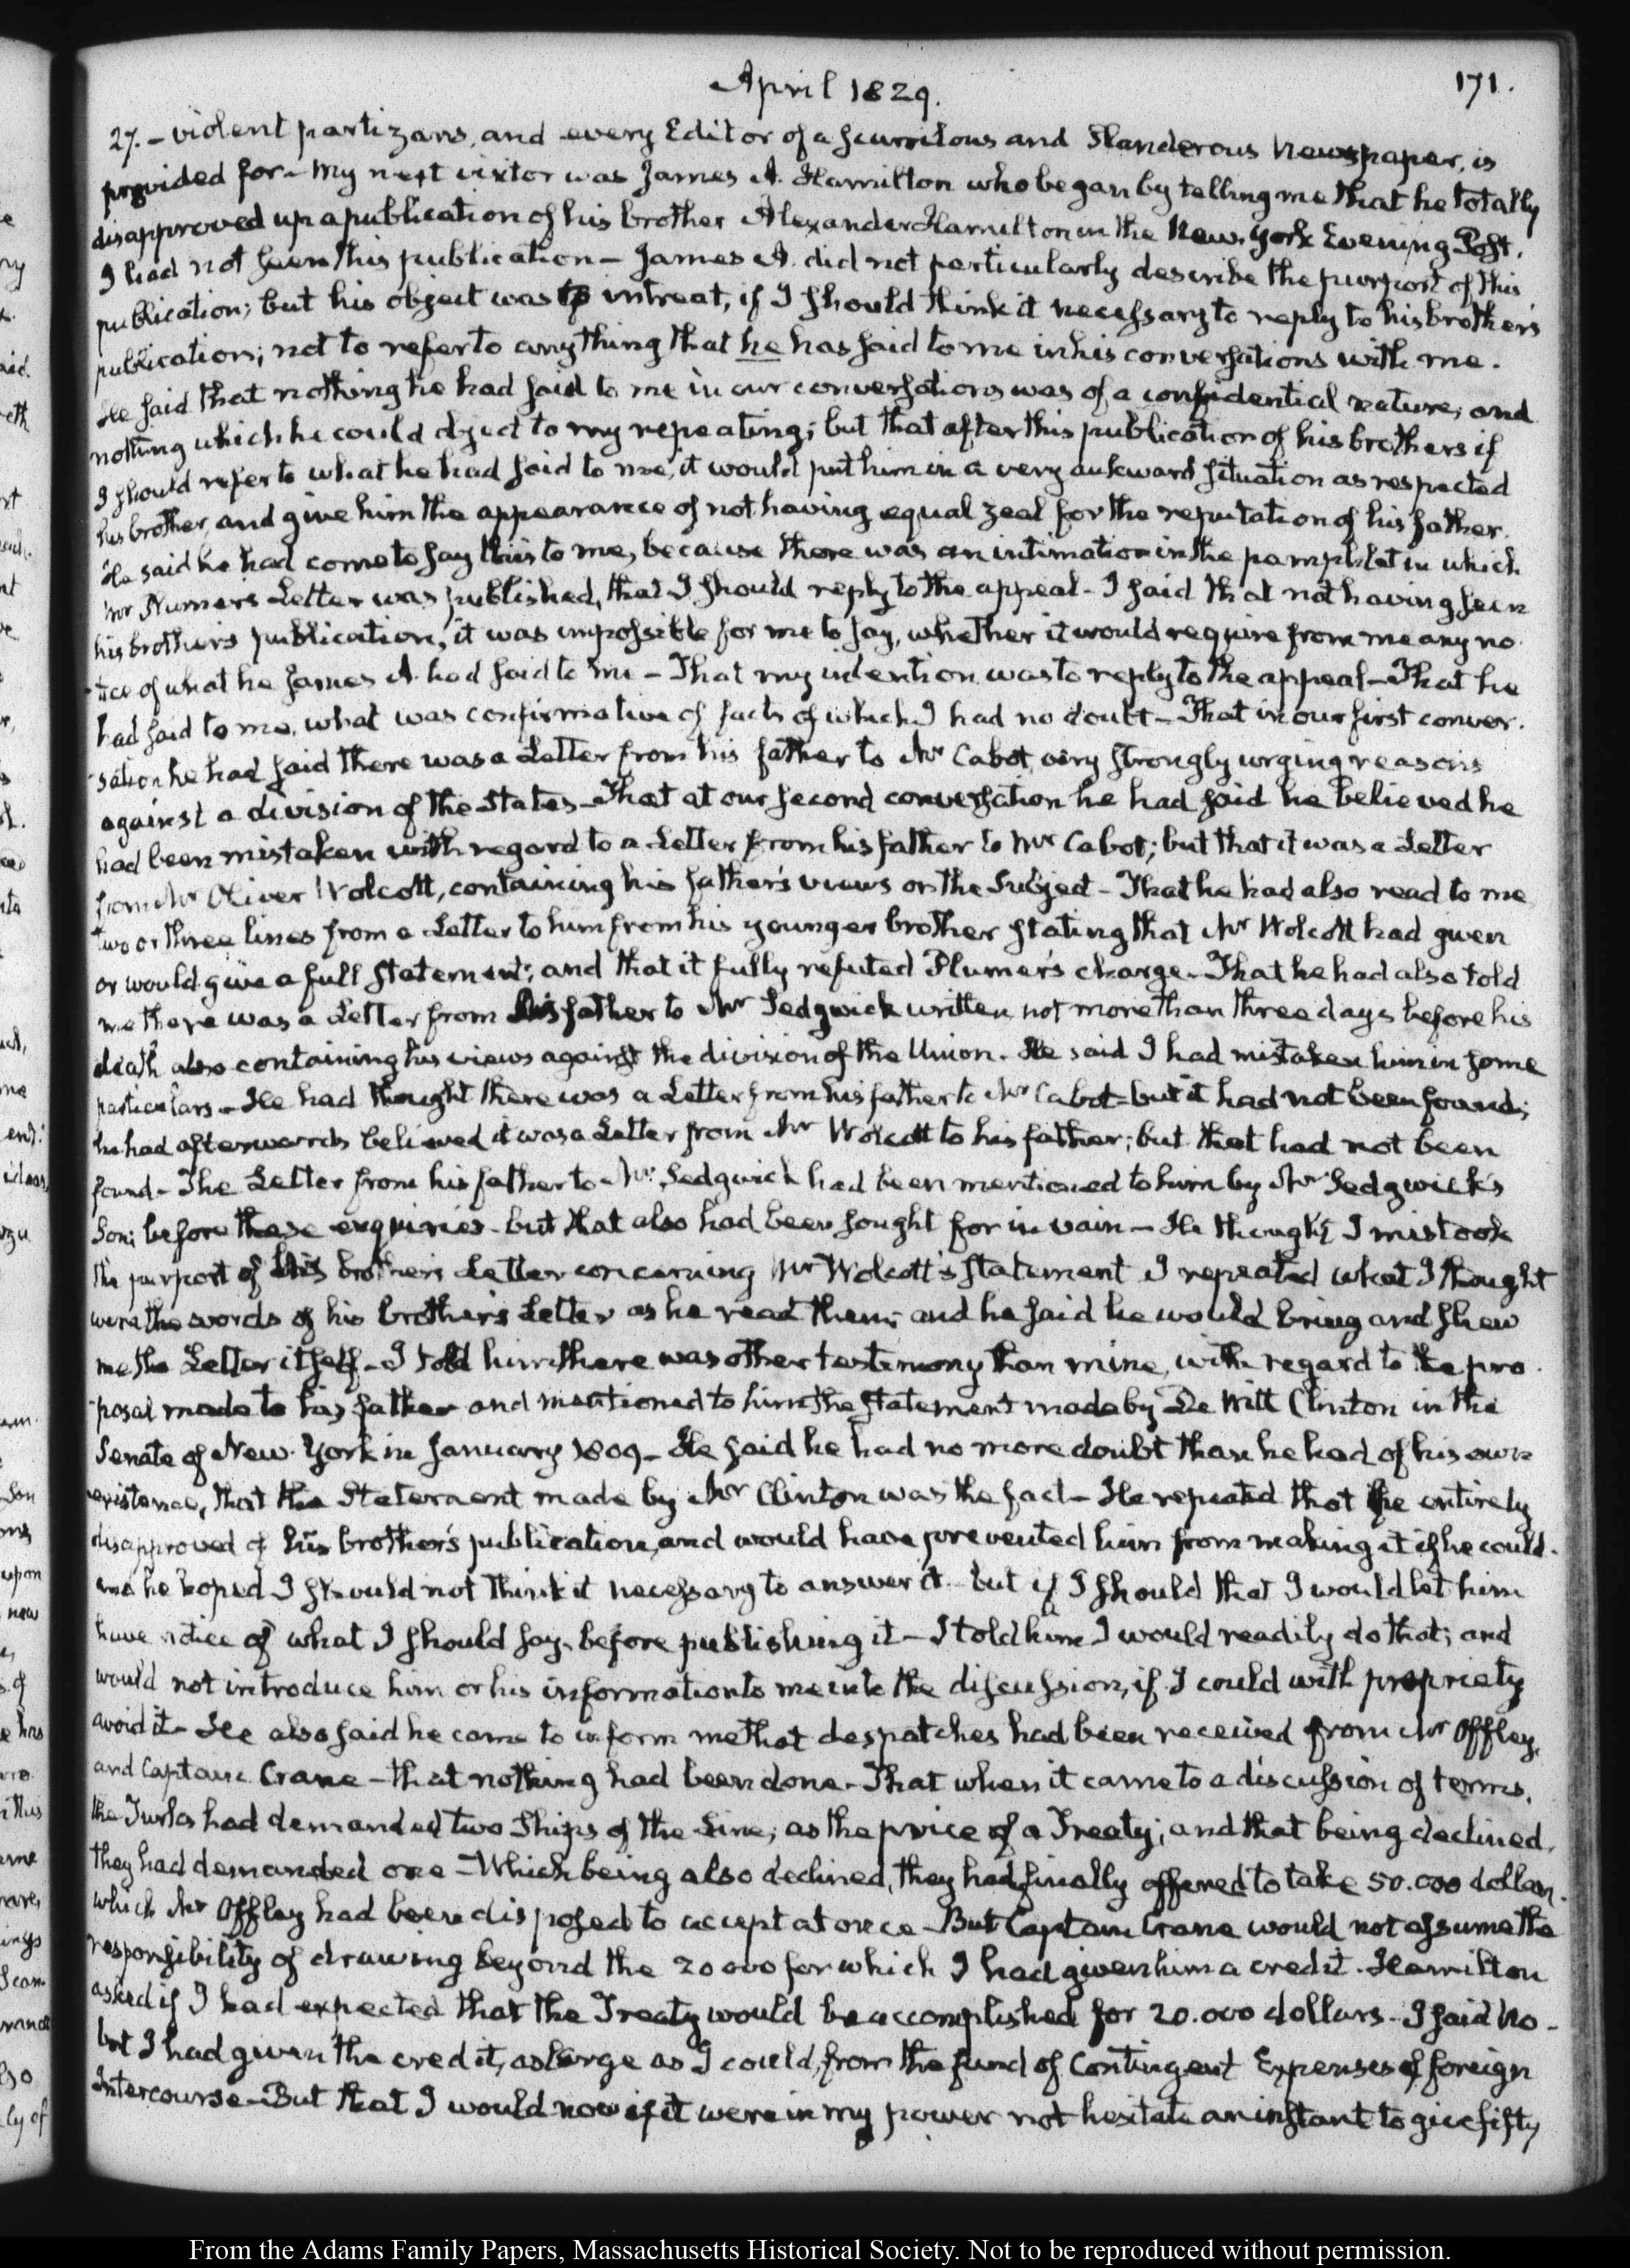 April 1829.
171.
27.- violent partizans, and every Editor of a scurrilous and Slanderous Newspaper, is
provided for - My next visitor was James A. Hamilton who began by telling me that he totally
disapproved up a publication of his brother Alexander Hamilton in the New-York Evening Post.
I had not seen this publication - James A. did not particularly describe the purport of this
publication; but his object was to intreat, if I should think it necessary to reply to his brother's
publication; not to refer to any thing that he has said to me in his conversations with me.
He said that nothing he had said to me in our conversations was of a confidential nature; and
nothing which he could object to my repeating; but that after this publication of his brothers if
I should refer to what he had said to me, it would put him in a very aukward situation as respected
his brother, and give him the appearance of not having equal zeal for the reputation of his father.
He said he had come to say this to me, because there was an intimation in the pamphlet in which
Mr Plumer's Letter was published, that I should reply to the appeal - I said that not having seen
his brother's publication, it was impossible for me to say, whether it would require from me any no-
-tice of what he James A. had said to me - That my intention was to reply to the appeal - That he
had said to me, what was confirmative of facts of which I had no doubt - That in our first conver-
-sation he had said there was a Letter from his father to Mr Cabot, very strongly urging reasons
against a division of the States - That at our second conversation he had said he believed he
had been mistaken with regard to a Letter from his father to Mr Cabot; but that it was a Letter
from Mr Oliver Wolcott, containing his father's views on the Subject - That he had also read to me
two or three lines from a Letter to him from his younger brother stating that Mr Wolcott had given
or would give a full statement; and that it fully refuted Plumer's charge - That he had also told
me there was a Letter from his father to Mr Sedgwick written not more than three days before his
death also containing his views against the division of the Union. He said I had mistaken him in some
particulars - He had thought there was a Letter from his father to Mr Cabot - but it had not been found;
he had afterwards believed it was a Letter from Mr Wolcott to his father; but that had not been
found - The Letter from his father to Mr Sedgwick had been mentioned to him by Mr Sedgwick's
Son; before these enquiries - but that also had been sought for in vain - He thought I mistook
the purport of his brother's Letter concerning Mr Wolcott's statement I repeated what I thought
were the words of his brother's Letter as he read them; and he said he would bring and shew
me the Letter itself - I told him there was other testimony than mine, with regard to the pro-
-posal made to his father and mentioned to him the statement made by De Witt Clinton in the
Senate of New-York in January 1809 - He said he had no more doubt than he had of his own
existence, that the Statement made by Mr Clinton was the fact - He repeated that he entirely
disapproved of his brother's publication, and would have prevented him from making it if he could.
he hoped I should not think it necessary to answer it - but if I should that I would let him
have notice of what I should say, before publishing it - I told him I would readily do that; and
would not introduce him or his information to me into the discussion, if I could with propriety
avoid it - He also said he came to inform me that despatches had been received from Mr Offley,
and Captain Crane - that nothing had been done - That when it came to a discussion of terms,
the Turks had demanded two Ships of the Line; as the price of a Treaty; and that being declined,
they had demanded one - Which being also declined, they had finally offered to take 50.000 dollars.
which Mr Offley had been disposed to accept at once - But Captain Crane would not assume the
responsibility of drawing beyond the 20 000 for which I had given him a credit. Hamilton
asked if I had expected that the Treaty would be accomplished for 20.000 dollars. I said No -
but I had given the credit, as large as I could, from the fund of Contingent Expenses of foreign
Intercourse - But that I would now if it were in my power not hesitate an instant to give fifty
From the Adams Family Papers, Massachusetts Historical Society. Not to be reproduced without permission.